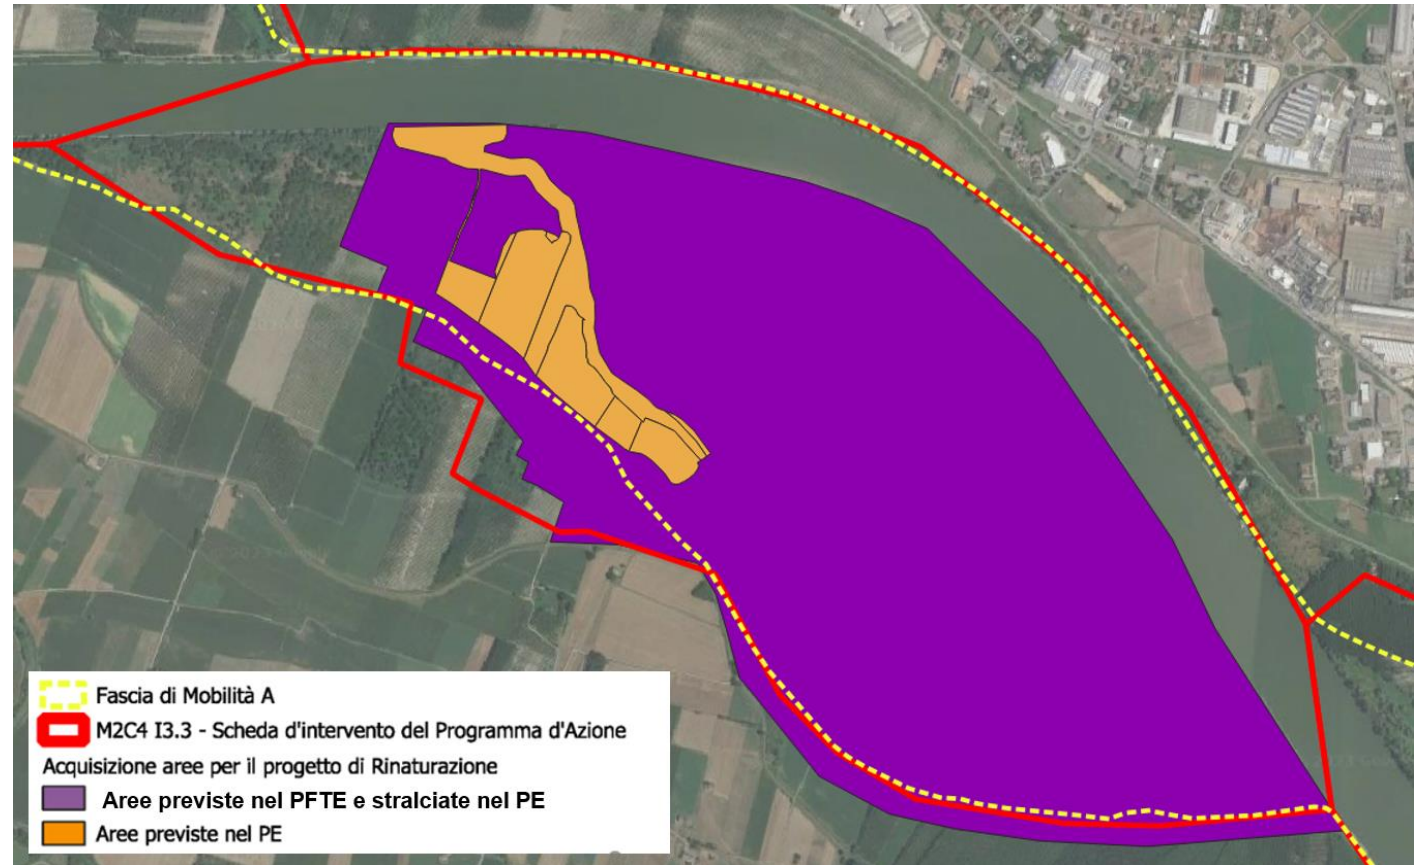 Fascia di Mobilità A
M2C4 I3.3 - Scheda d'intervento del Programma d'Azione
Acquisizione aree per il progetto di Rinaturazione
Aree previste nel PFTE e stralciate nel PE
Aree previste nel PE